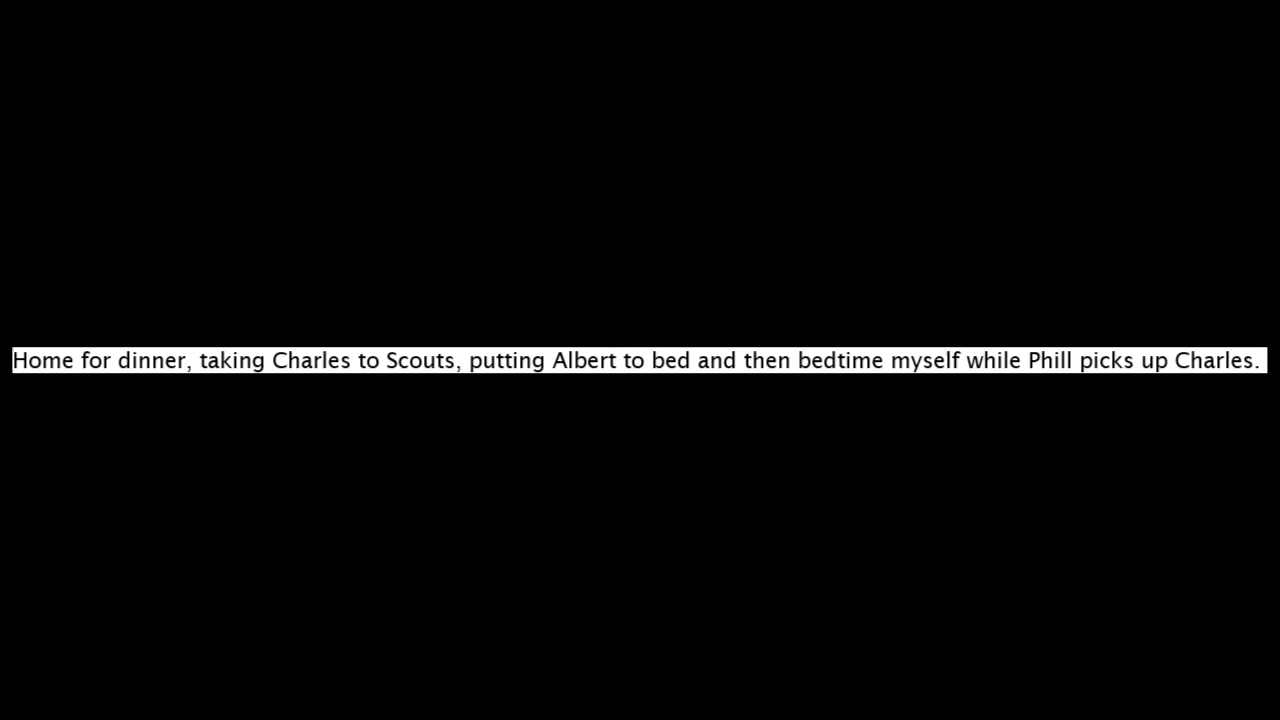 Home for dinner, taking Charles to Scouts, putting Albert to bed and then bedtime myself while Phill picks up Charles.